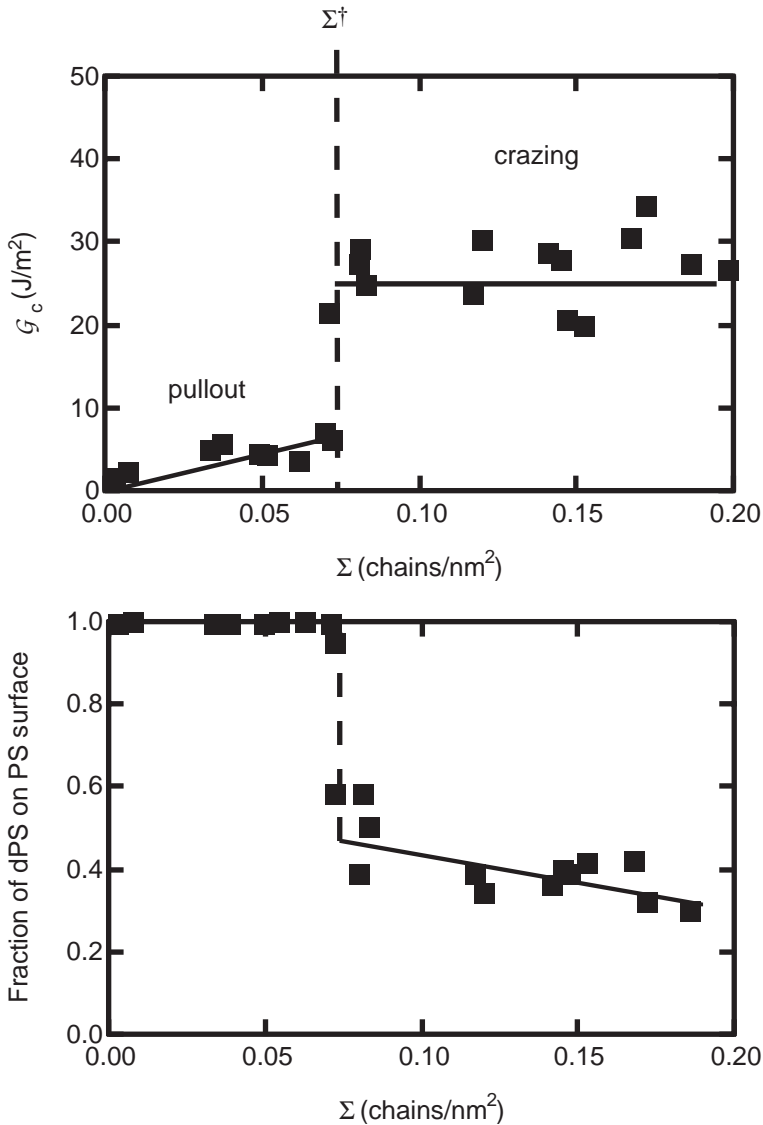 Σ†
50
40
30
20
10
0
crazing
pullout
𝒢c (J/m²)
0.00 0.05 0.10 0.15 0.20
Σ (chains/nm²)
1.0
0.8
0.6
0.4
0.2
0.0
Fraction of dPS on PS surface
0.00 0.05 0.10 0.15 0.20
Σ (chains/nm²)